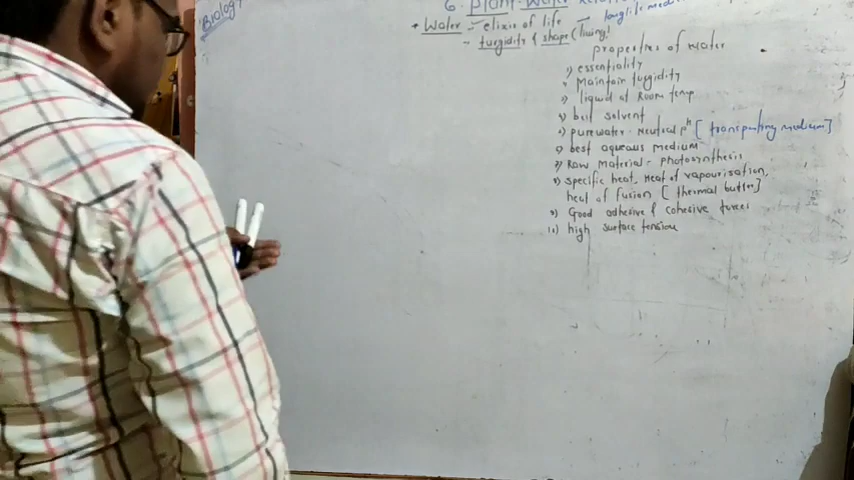 Biology
6. Plant-Water
* Water - elixir of life
- turgidity & shape (living)
properties of water
1) essentiality
2) Maintain turgidity
3) liquid at Room temp
4) best solvent
5) purewater - Neutral pH [transporting medium]
6) best aqueous medium
7) Raw Material - photosynthesis
8) Specific heat, Heat of vapourisation,
heat of fusion [thermal buffer]
9) Good adhesive & cohesive forces
10) high surface tension